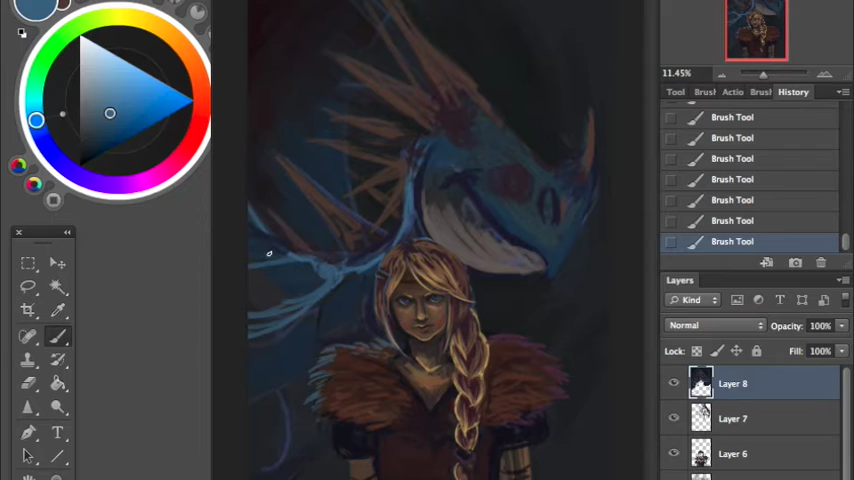 11.45%
Tool Brush Actio Brush History
Brush Tool
Brush Tool
Brush Tool
Brush Tool
Brush Tool
Brush Tool
Brush Tool
Layers
Kind
Normal Opacity: 100%
Lock: Fill: 100%
Layer 8
Layer 7
Layer 6